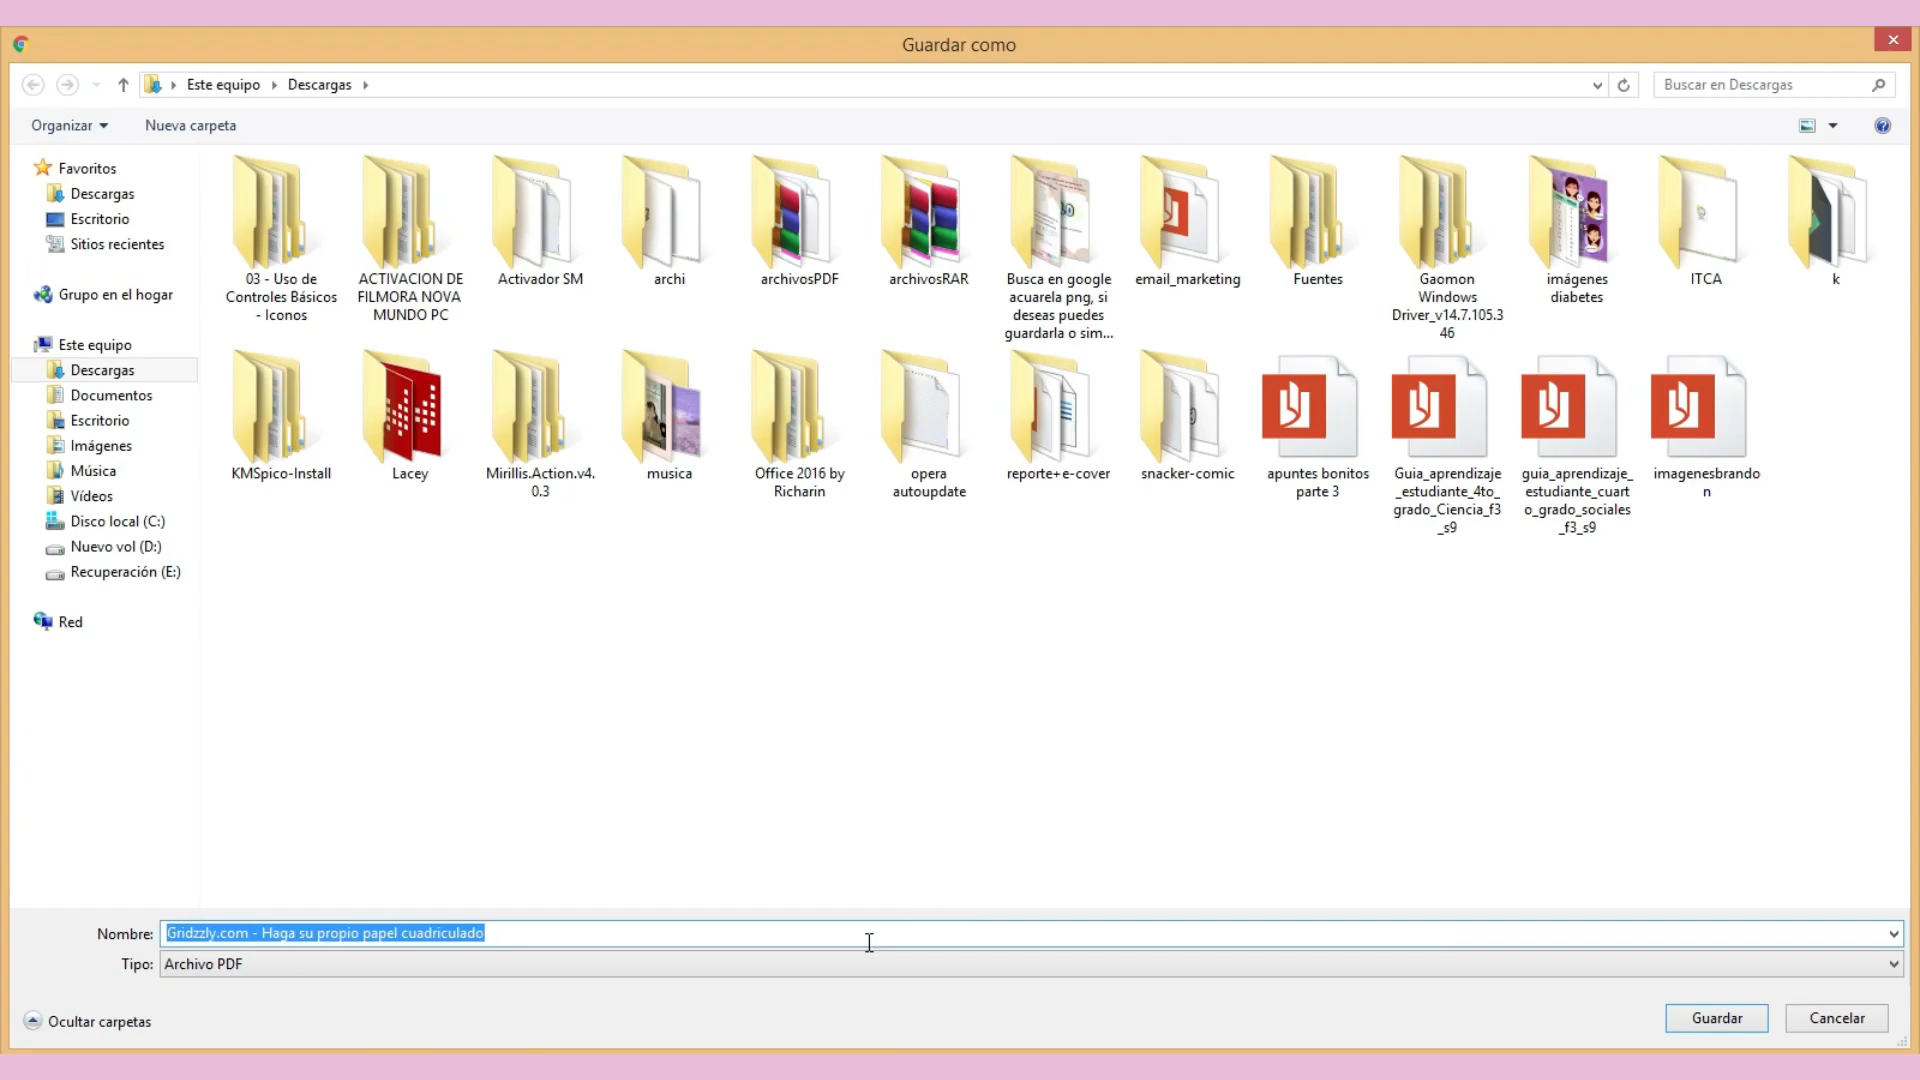 Guardar como
Este equipo
Descargas
Buscar en Descargas
Organizar
Nueva carpeta
Favoritos
Descargas
Escritorio
Sitios recientes
Grupo en el hogar
Este equipo
Descargas
Documentos
Escritorio
Imágenes
Música
Vídeos
Disco local (C:)
Nuevo vol (D:)
Recuperación (E:)
Red
03 - Uso de
Controles Básicos
- Iconos
ACTIVACION DE
FILMORA NOVA
MUNDO PC
Activador SM
archi
archivosPDF
archivosRAR
Busca en google
acuarela png, si
deseas puedes
guardarla o sim...
email_marketing
Fuentes
Gaomon
Windows
Driver_v14.7.105.3
46
imágenes
diabetes
ITCA
k
KMSpico-Install
Lacey
Mirillis.Action.v4.
0.3
musica
Office 2016 by
Richarin
opera
autoupdate
reporte+e-cover
snacker-comic
apuntes bonitos
parte 3
Guia_aprendizaje
_estudiante_4to_
grado_Ciencia_f3
_s9
guia_aprendizaje_
estudiante_cuart
o_grado_sociales
_f3_s9
imagenesbrando
n
Nombre:
Gridzzly.com - Haga su propio papel cuadriculado
Tipo:
Archivo PDF
Ocultar carpetas
Guardar
Cancelar